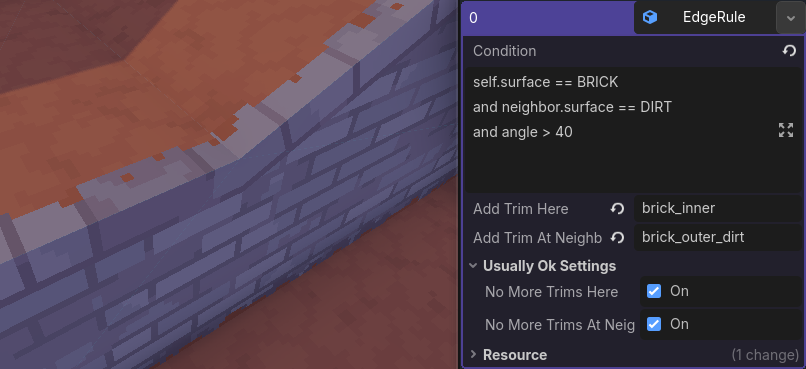 0 EdgeRule
Condition
self.surface == BRICK
and neighbor.surface == DIRT
and angle > 40
Add Trim Here brick_inner
Add Trim At Neighb brick_outer_dirt
Usually Ok Settings
No More Trims Here On
No More Trims At Neig On
Resource (1 change)